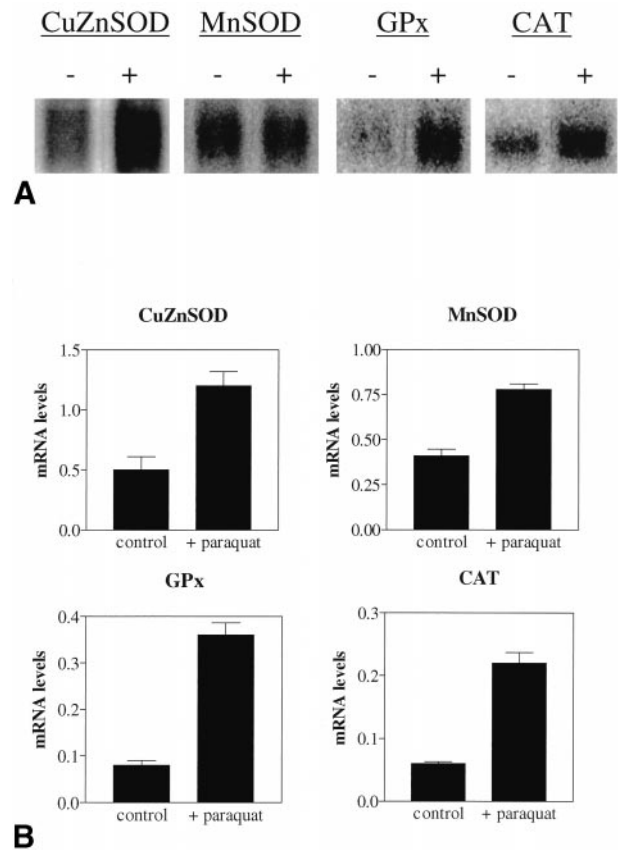 CuZnSOD MnSOD GPx CAT
- + - + - + - +
A
CuZnSOD
mRNA levels
1.5
1.0
0.5
0.0
control + paraquat
MnSOD
mRNA levels
1.00
0.75
0.50
0.25
0.00
control + paraquat
GPx
mRNA levels
0.4
0.3
0.2
0.1
0.0
control + paraquat
CAT
mRNA levels
0.3
0.2
0.1
0.0
control + paraquat
B